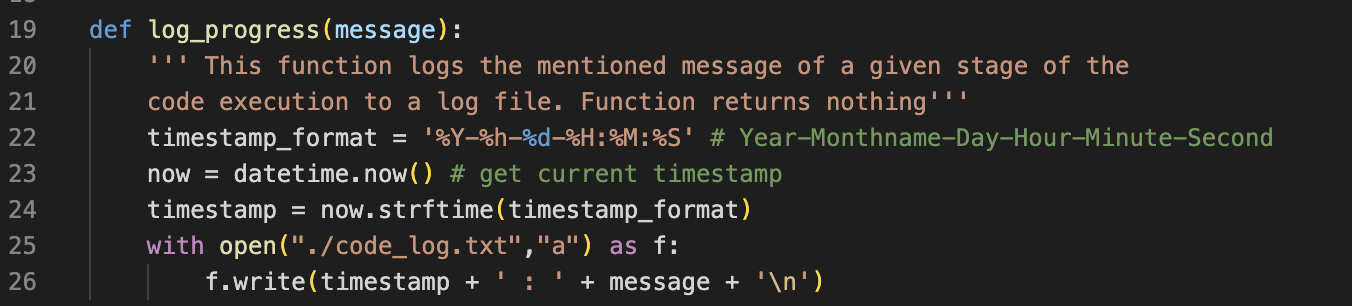 19 def log_progress(message):
20 ''' This function logs the mentioned message of a given stage of the
21 code execution to a log file. Function returns nothing'''
22 timestamp_format = '%Y-%h-%d-%H:%M:%S' # Year-Monthname-Day-Hour-Minute-Second
23 now = datetime.now() # get current timestamp
24 timestamp = now.strftime(timestamp_format)
25 with open("./code_log.txt","a") as f:
26 f.write(timestamp + ' : ' + message + '\n')